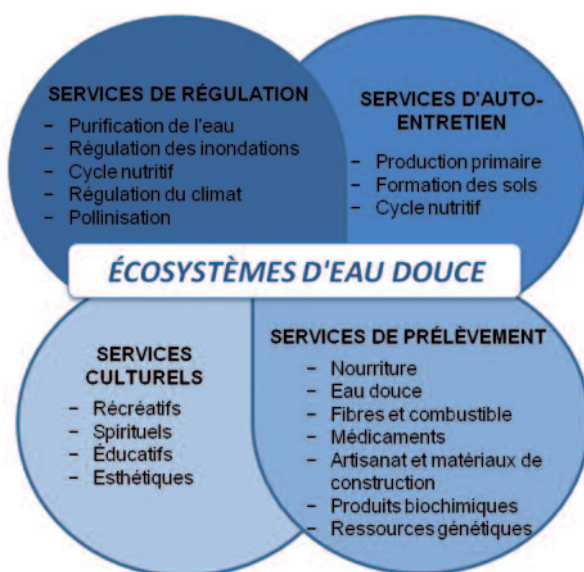 SERVICES DE RÉGULATION
- Purification de l'eau
- Régulation des inondations
- Cycle nutritif
- Régulation du climat
- Pollinisation
SERVICES D'AUTO-
ENTRETIEN
- Production primaire
- Formation des sols
- Cycle nutritif
ÉCOSYSTÈMES D'EAU DOUCE
SERVICES
CULTURELS
- Récréatifs
- Spirituels
- Éducatifs
- Esthétiques
SERVICES DE PRÉLÈVEMENT
- Nourriture
- Eau douce
- Fibres et combustible
- Médicaments
- Artisanat et matériaux de
construction
- Produits biochimiques
- Ressources génétiques